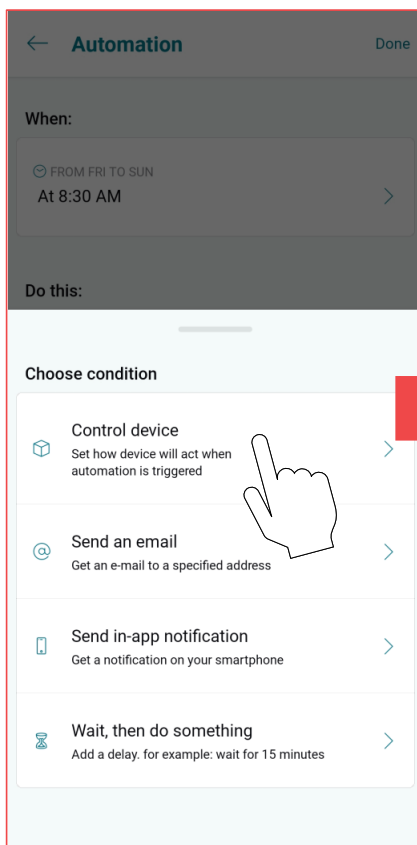 Automation
Done
When:
FROM FRI TO SUN
At 8:30 AM
Do this:
Choose condition
Control device
Set how device will act when
automation is triggered
Send an email
Get an e-mail to a specified address
Send in-app notification
Get a notification on your smartphone
Wait, then do something
Add a delay. for example: wait for 15 minutes